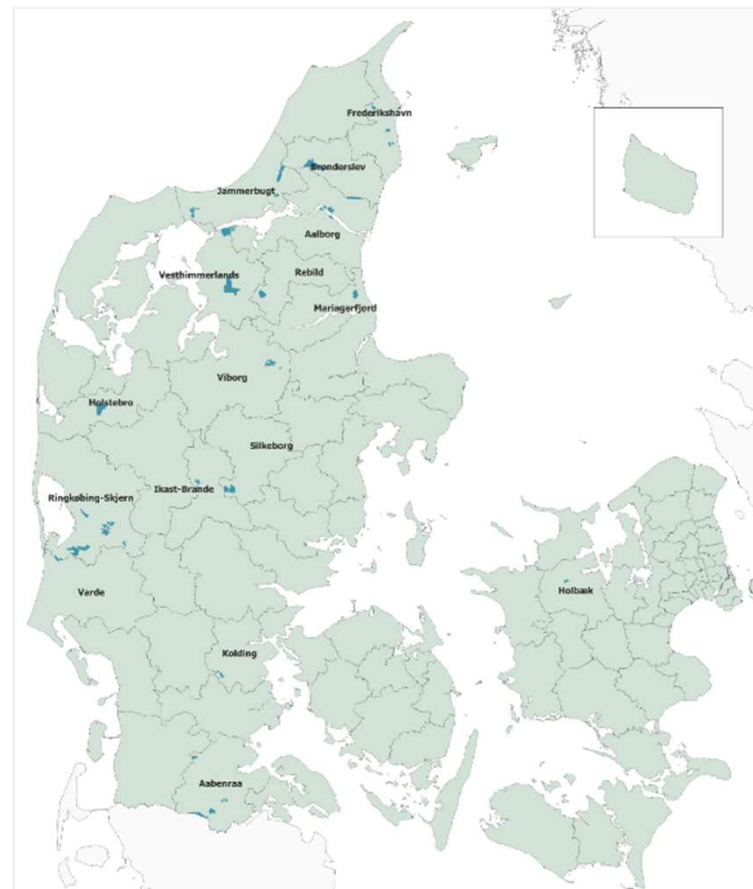 Frederikshavn
Brønderslev
Jammerbugt
Aalborg
Vesthimmerlands
Rebild
Mariagerfjord
Viborg
Holstebro
Silkeborg
Ikast-Brande
Ringkøbing-Skjern
Holbæk
Varde
Kolding
Aabenraa